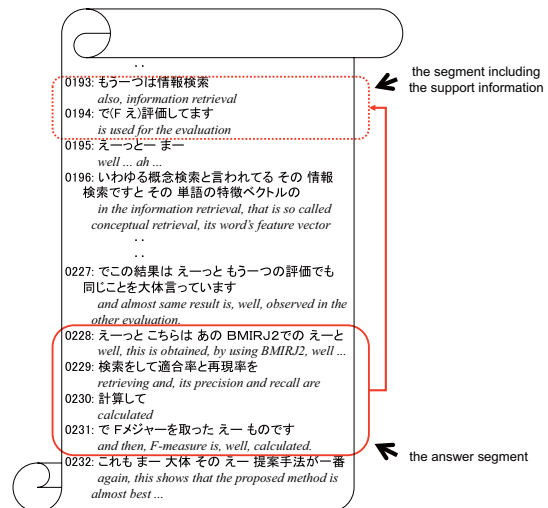 . .
0193: もう一つは情報検索
also, information retrieval
0194: で(F え)評価してます
is used for the evaluation
0195: えーっとー まー
well ... ah ...
0196: いわゆる概念検索と言われてる その 情報
検索ですと その 単語の特徴ベクトルの
in the information retrieval, that is so called
conceptual retrieval, its word's feature vector
. .
. .
0227: でこの結果は えーっと もう一つの評価でも
同じことを大体言っています
and almost same result is, well, observed in the
other evaluation.
0228: えーっと こちらは あの BMIRJ2での えーと
well, this is obtained, by using BMIRJ2, well ...
0229: 検索をして適合率と再現率を
retrieving and, its precision and recall are
0230: 計算して
calculated
0231: で Fメジャーを取った えー ものです
and then, F-measure is, well, calculated.
0232: これも まー 大体 その えー 提案手法が一番
again, this shows that the proposed method is
almost best ...
the segment including
the support information
the answer segment